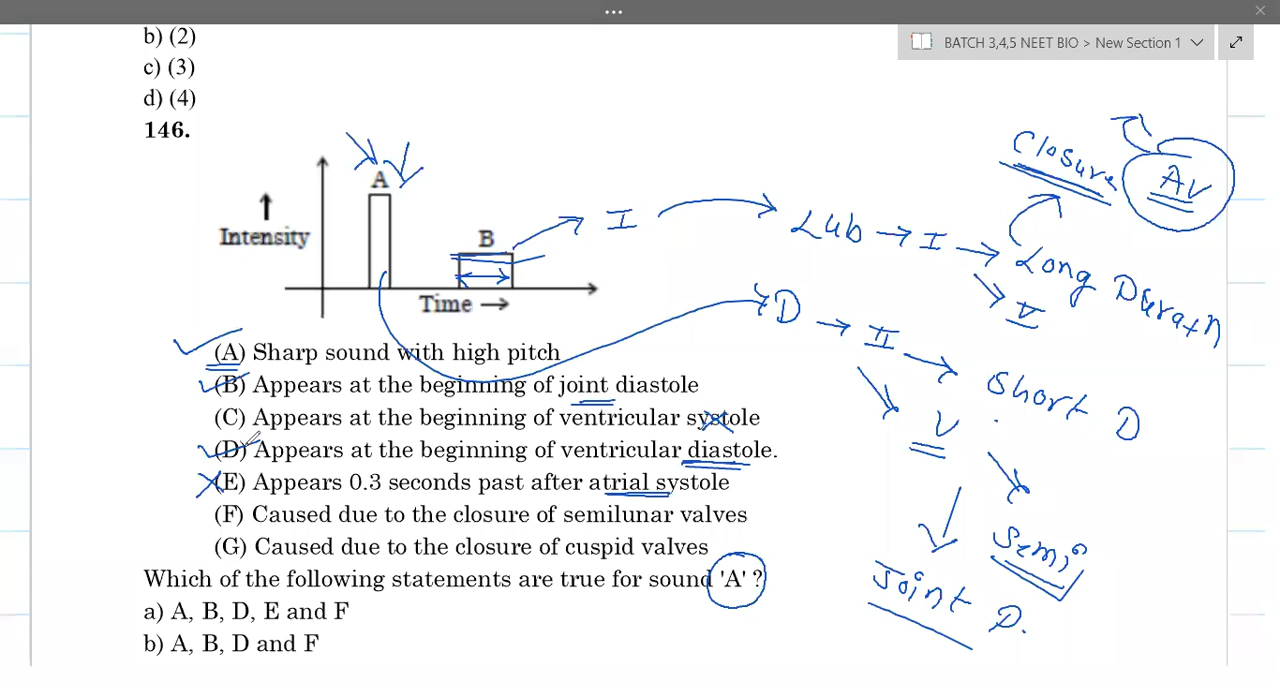 b) (2)
BATCH 3,4,5 NEET BIO > New Section 1
c) (3)
d) (4)
146.
Closure
AV
A
Intensity
B
I
Lub → I → Long Duratn
V
Time →
D → II → Short D
(A) Sharp sound with high pitch
(B) Appears at the beginning of joint diastole
(C) Appears at the beginning of ventricular systole
V
(D) Appears at the beginning of ventricular diastole.
(E) Appears 0.3 seconds past after atrial systole
(F) Caused due to the closure of semilunar valves
Semi
(G) Caused due to the closure of cuspid valves
Which of the following statements are true for sound 'A' ?
Joint D.
a) A, B, D, E and F
b) A, B, D and F